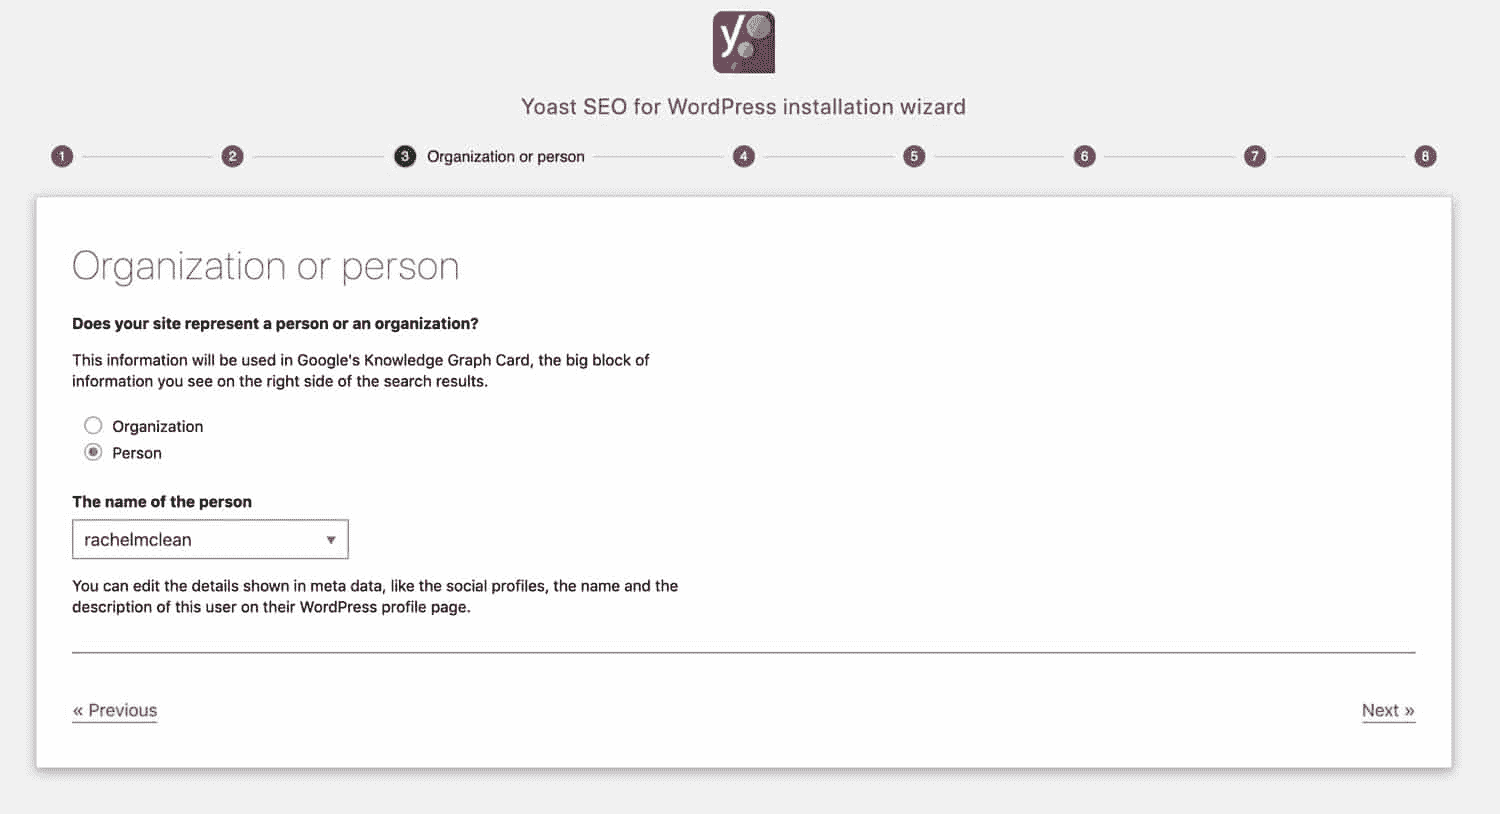 y
Yoast SEO for WordPress installation wizard
1 2 3 Organization or person 4 5 6 7 8
Organization or person
Does your site represent a person or an organization?
This information will be used in Google's Knowledge Graph Card, the big block of
information you see on the right side of the search results.
Organization
Person
The name of the person
rachelmclean
You can edit the details shown in meta data, like the social profiles, the name and the
description of this user on their WordPress profile page.
« Previous
Next »